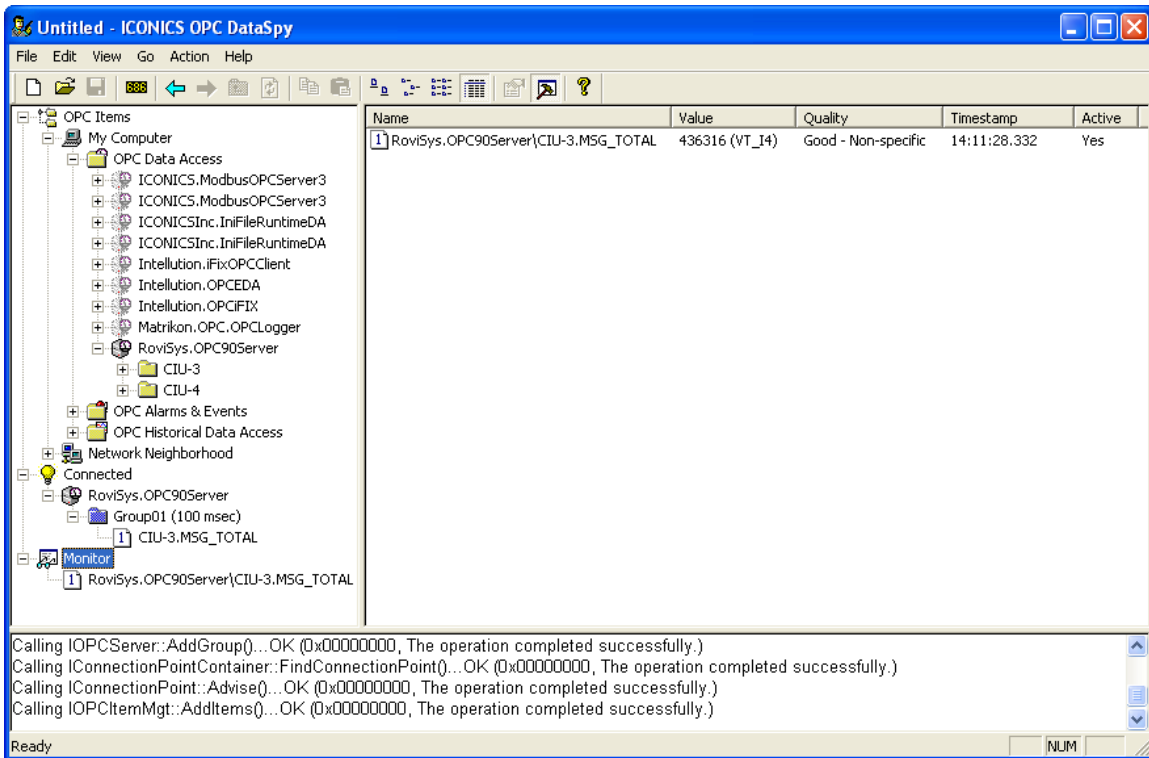 Untitled - ICONICS OPC DataSpy
File Edit View Go Action Help
686
OPC Items
My Computer
OPC Data Access
ICONICS.ModbusOPCServer3
ICONICS.ModbusOPCServer3
ICONICSInc.IniFileRuntimeDA
ICONICSInc.IniFileRuntimeDA
Intellution.iFixOPCClient
Intellution.OPCEDA
Intellution.OPCiFIX
Matrikon.OPC.OPCLogger
RoviSys.OPC90Server
CIU-3
CIU-4
OPC Alarms & Events
OPC Historical Data Access
Network Neighborhood
Connected
RoviSys.OPC90Server
Group01 (100 msec)
CIU-3.MSG_TOTAL
Monitor
RoviSys.OPC90Server\CIU-3.MSG_TOTAL
Name Value Quality Timestamp Active
RoviSys.OPC90Server\CIU-3.MSG_TOTAL 436316 (VT_I4) Good - Non-specific 14:11:28.332 Yes
Calling IOPCServer::AddGroup()...OK (0x00000000, The operation completed successfully.)
Calling IConnectionPointContainer::FindConnectionPoint()...OK (0x00000000, The operation completed successfully.)
Calling IConnectionPoint::Advise()...OK (0x00000000, The operation completed successfully.)
Calling IOPCItemMgt::AddItems()...OK (0x00000000, The operation completed successfully.)
Ready NUM